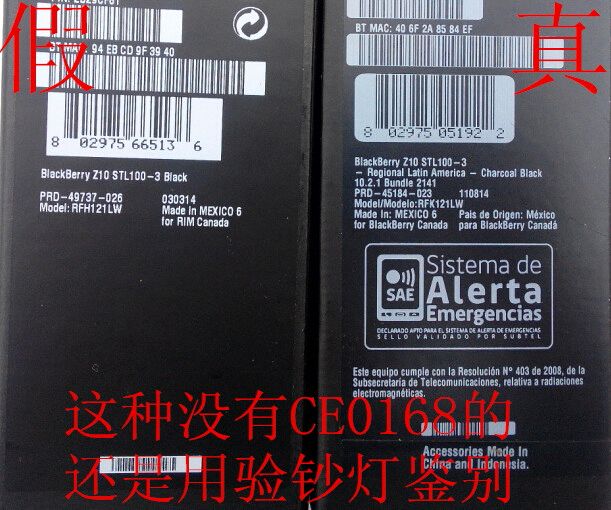 假
BT MAC: 94 EB CD 9F 39 40
8 02975 66513 6
BlackBerry Z10 STL100-3 Black
PRD-49737-026 030314
Model: RFH121LW Made in MEXICO 6
for RIM Canada
真
BT MAC: 40 6F 2A 85 84 EF
8 02975 05192 2
BlackBerry Z10 STL100-3
- Regional Latin America - Charcoal Black
10.2.1 Bundle 2141
PRD-45184-023 110814
Model/Modelo:RFK121LW
Made In: MEXICO 6 Pais de Origen: México
for BlackBerry Canada para BlackBerry Canadá
SAE
Sistema de
Alerta
Emergencias
DECLARADO APTO PARA EL SISTEMA DE ALERTA DE EMERGENCIAS
SELLO VALIDADO POR SUBTEL
Este equipo cumple con la Resolución N° 403 de 2008, de la
Subsecretaria de Telecomunicaciones, relativa a radiaciones
electromagnéticas.
Accessories Made in
China and Indonesia.
这种没有CE0168的
还是用验钞灯鉴别